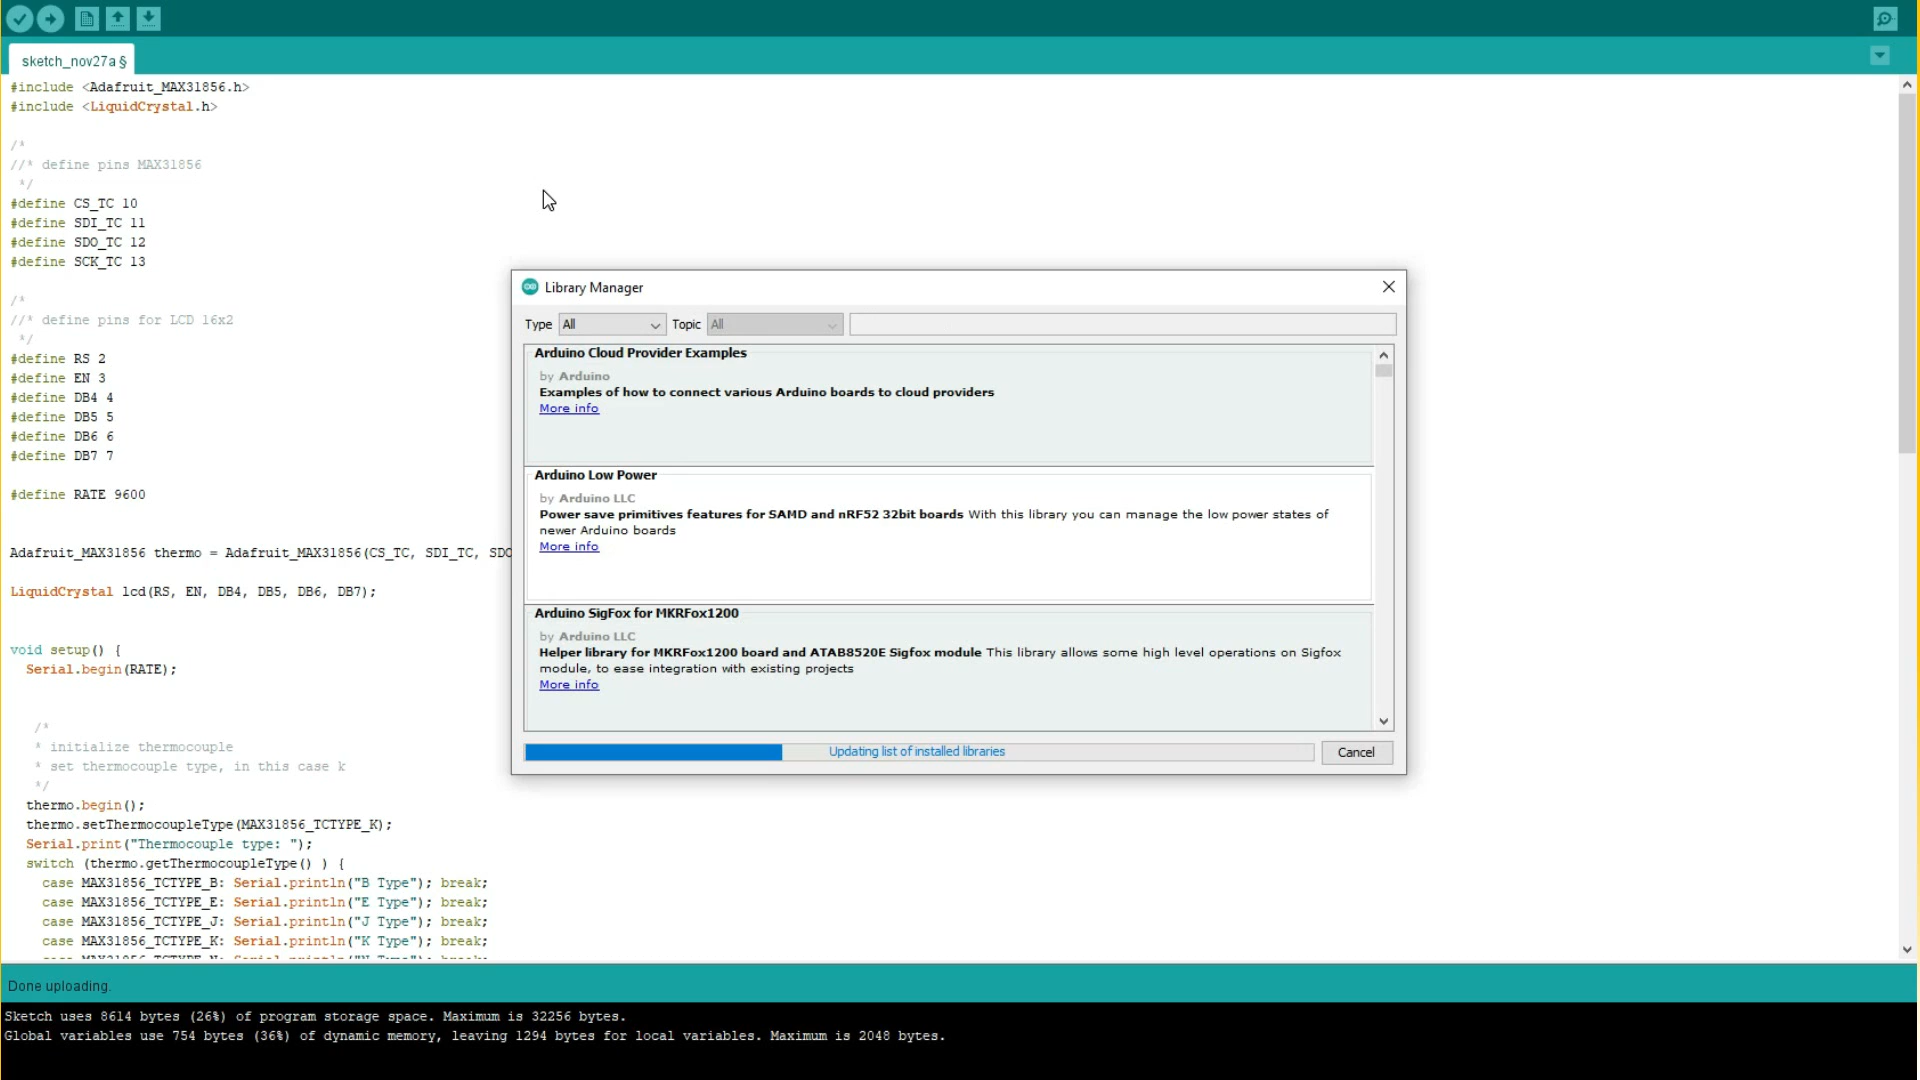 sketch_nov27a §
#include <Adafruit_MAX31856.h>
#include <LiquidCrystal.h>
/*
//* define pins MAX31856
*/
#define CS_TC 10
#define SDI_TC 11
#define SDO_TC 12
#define SCK_TC 13
/*
//* define pins for LCD 16x2
*/
#define RS 2
#define EN 3
#define DB4 4
#define DB5 5
#define DB6 6
#define DB7 7
#define RATE 9600
Adafruit_MAX31856 thermo = Adafruit_MAX31856(CS_TC, SDI_TC, SDO
LiquidCrystal lcd(RS, EN, DB4, DB5, DB6, DB7);
void setup() {
Serial.begin(RATE);
/*
* initialize thermocouple
* set thermocouple type, in this case k
*/
thermo.begin();
thermo.setThermocoupleType(MAX31856_TCTYPE_K);
Serial.print("Thermocouple type: ");
switch (thermo.getThermocoupleType() ) {
case MAX31856_TCTYPE_B: Serial.println("B Type"); break;
case MAX31856_TCTYPE_E: Serial.println("E Type"); break;
case MAX31856_TCTYPE_J: Serial.println("J Type"); break;
case MAX31856_TCTYPE_K: Serial.println("K Type"); break;
case MAX31856_TCTYPE_N: Serial.println("N Type"); break;
Library Manager
Type All Topic All
Arduino Cloud Provider Examples
by Arduino
Examples of how to connect various Arduino boards to cloud providers
More info
Arduino Low Power
by Arduino LLC
Power save primitives features for SAMD and nRF52 32bit boards With this library you can manage the low power states of
newer Arduino boards
More info
Arduino SigFox for MKRFox1200
by Arduino LLC
Helper library for MKRFox1200 board and ATAB8520E Sigfox module This library allows some high level operations on Sigfox
module, to ease integration with existing projects
More info
Updating list of installed libraries
Cancel
Done uploading.
Sketch uses 8614 bytes (26%) of program storage space. Maximum is 32256 bytes.
Global variables use 754 bytes (36%) of dynamic memory, leaving 1294 bytes for local variables. Maximum is 2048 bytes.